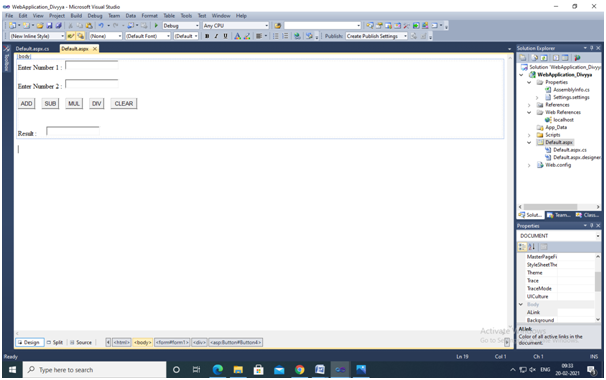 WebApplication_Divyya - Microsoft Visual Studio
File Edit View Project Build Debug Team Data Format Table Tools Test Window Help
Debug Any CPU
(New Inline Style) (None) (Default Font) (Default B I U A Publish: Create Publish Settings
Toolbox
Default.aspx.cs Default.aspx
body
Enter Number 1 :
Enter Number 2 :
ADD SUB MUL DIV CLEAR
Result :
Solution Explorer
Solution 'WebApplication_Divyy
WebApplication_Divyya
Properties
AssemblyInfo.cs
Settings.settings
References
Web References
localhost
App_Data
Scripts
Default.aspx
Default.aspx.cs
Default.aspx.designer
Web.config
Solut... Team... Class...
Properties
DOCUMENT
MasterPageFi
StyleSheetThe
Theme
Trace
TraceMode
UICulture
Body
ALink
Background
ALink
Color of all active links in the
document.
Design Split Source <html> <body> <form#form1> <div> <asp:Button#Button4>
Ready Ln 19 Col 1 Ch 1 INS
Type here to search
ENG
09:33
20-02-2021